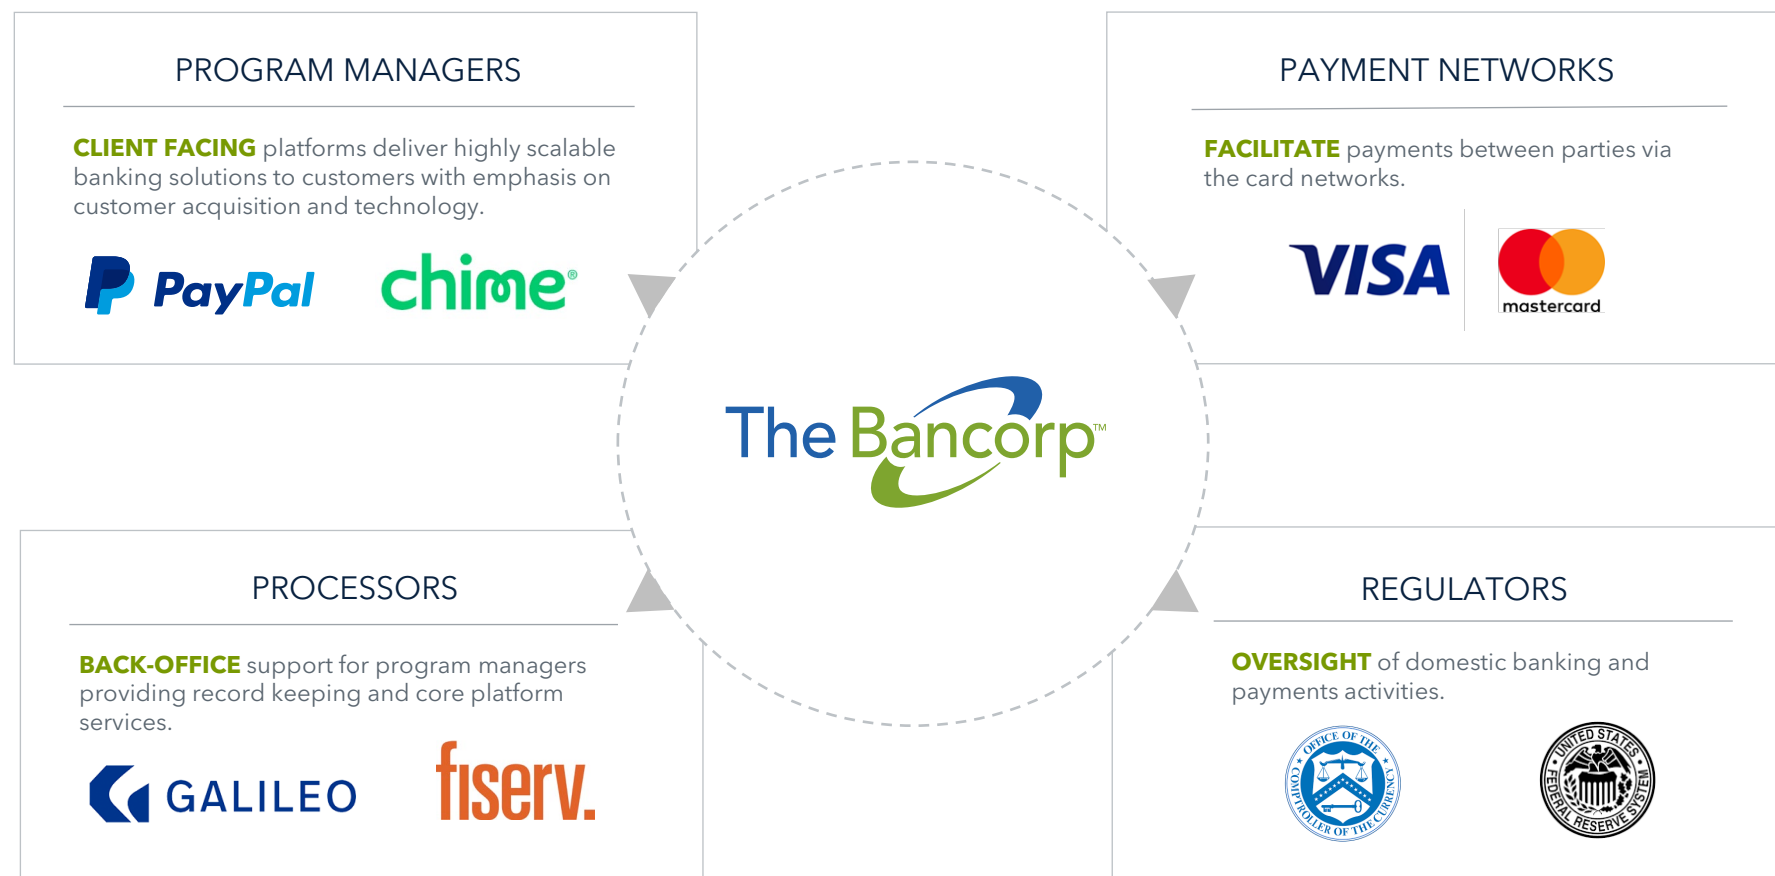 PROGRAM MANAGERS
CLIENT FACING platforms deliver highly scalable
banking solutions to customers with emphasis on
customer acquisition and technology.
PayPal
chime®
PAYMENT NETWORKS
FACILITATE payments between parties via
the card networks.
VISA
mastercard
The Bancorp™
PROCESSORS
BACK-OFFICE support for program managers
providing record keeping and core platform
services.
GALILEO
fiserv.
REGULATORS
OVERSIGHT of domestic banking and
payments activities.
OFFICE OF THE
COMPTROLLER OF THE CURRENCY
UNITED STATES
FEDERAL RESERVE SYSTEM